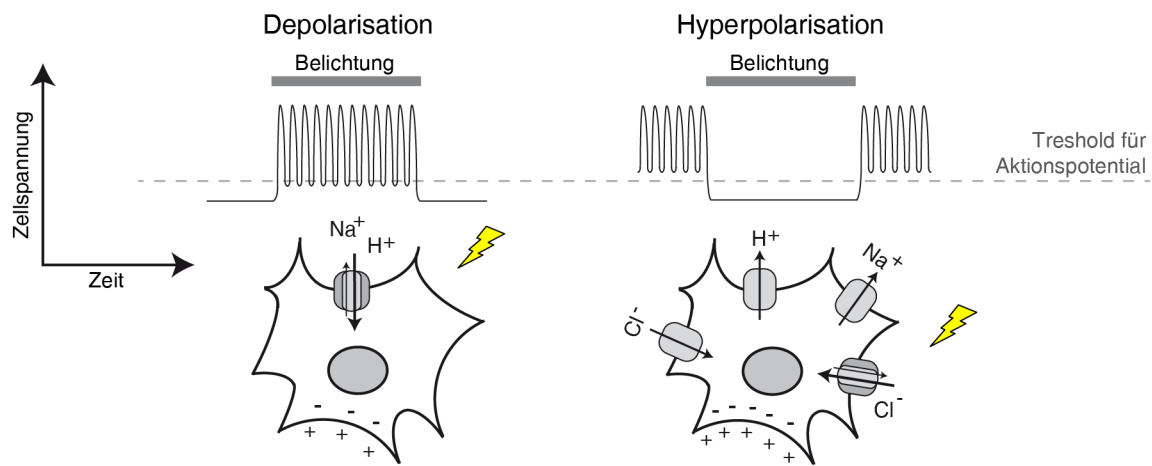 Depolarisation
Hyperpolarisation
Belichtung
Belichtung
Zellspannung
Treshold für
Aktionspotential
Zeit
Na+
H+
H+
Na+
Cl-
Cl-
- - -
+ + +
- - - - -
+ + + + +